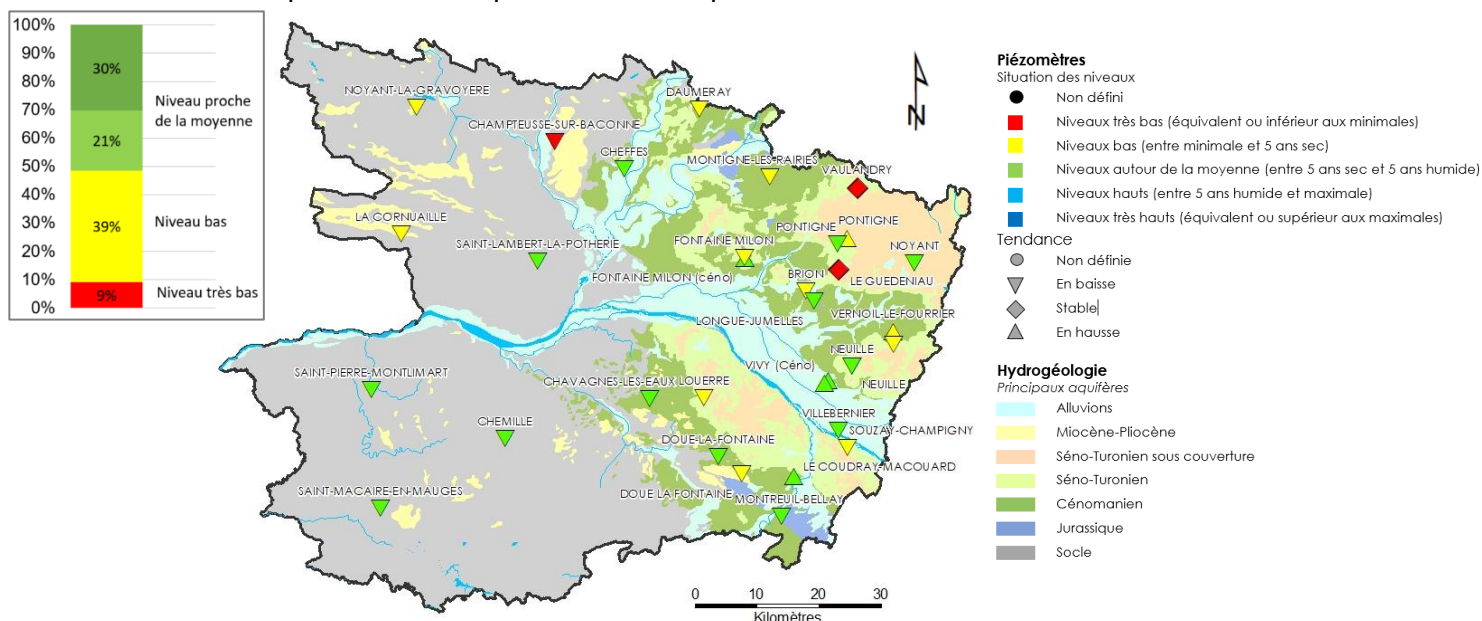 100%
90%
80%
70%
60%
50%
40%
30%
20%
10%
0%
30%
21%
39%
9%
Niveau proche
de la moyenne
Niveau bas
Niveau très bas
NOYANT-LA-GRAVOYERE
DAUMERAY
CHAMPTEUSSE-SUR-BACONNE
CHEFFES
MONTIGNE-LES-RAIRIES
VAULANDRY
LA CORNUAILLE
PONTIGNE
PONTIGNE
SAINT-LAMBERT-LA-POTHERIE
FONTAINE MILON
NOYANT
FONTAINE MILON (céno)
BRION
LE GUEDENIAU
LONGUE-JUMELLES
VERNOIL-LE-FOURRIER
NEUILLE
VIVY (Céno)
SAINT-PIERRE-MONTLIMART
CHAVAGNES-LES-EAUX
LOUERRE
NEUILLE
CHEMILLE
VILLEBERNIER
SOUZAY-CHAMPIGNY
DOUE-LA-FONTAINE
LE COUDRAY-MACOUARD
SAINT-MACAIRE-EN-MAUGES
DOUE LA FONTAINE
MONTREUIL-BELLAY
N
0 10 20 30
Kilomètres
Piézomètres
Situation des niveaux
Non défini
Niveaux très bas (équivalent ou inférieur aux minimales)
Niveaux bas (entre minimale et 5 ans sec)
Niveaux autour de la moyenne (entre 5 ans sec et 5 ans humide)
Niveaux hauts (entre 5 ans humide et maximale)
Niveaux très hauts (équivalent ou supérieur aux maximales)
Tendance
Non définie
En baisse
Stable
En hausse
Hydrogéologie
Principaux aquifères
Alluvions
Miocène-Pliocène
Séno-Turonien sous couverture
Séno-Turonien
Cénomanien
Jurassique
Socle